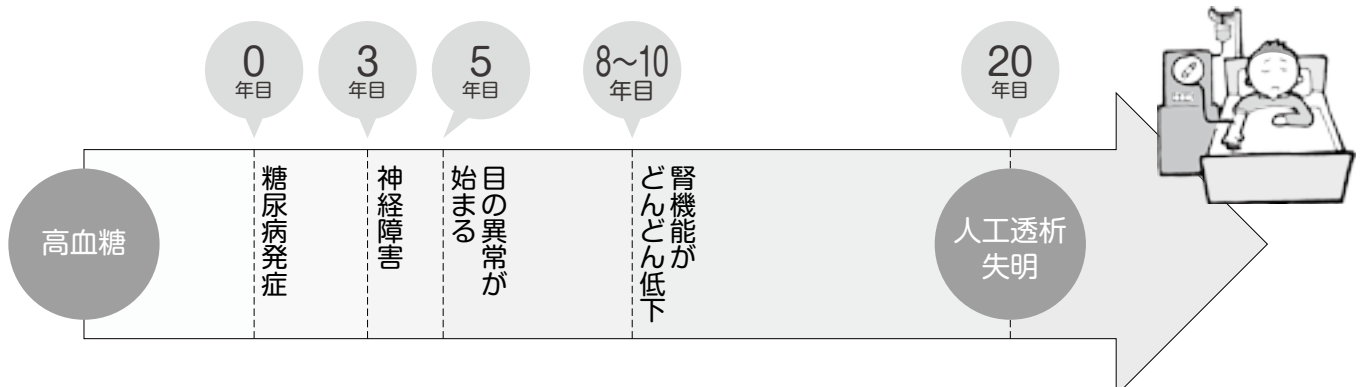 0
年目
3
年目
5
年目
8〜10
年目
20
年目
高血糖
糖尿病発症
神経障害
目の異常が
始まる
腎機能が
どんどん低下
人工透析
失明